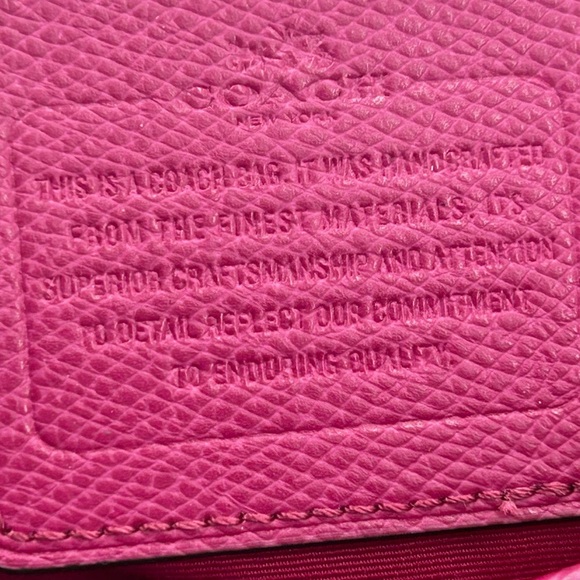 COACH
NEW YORK
THIS IS A COACH BAG. IT WAS HANDCRAFTED
FROM THE FINEST MATERIALS. ITS
SUPERIOR CRAFTSMANSHIP AND ATTENTION
TO DETAIL REFLECT OUR COMMITMENT
TO ENDURING QUALITY.